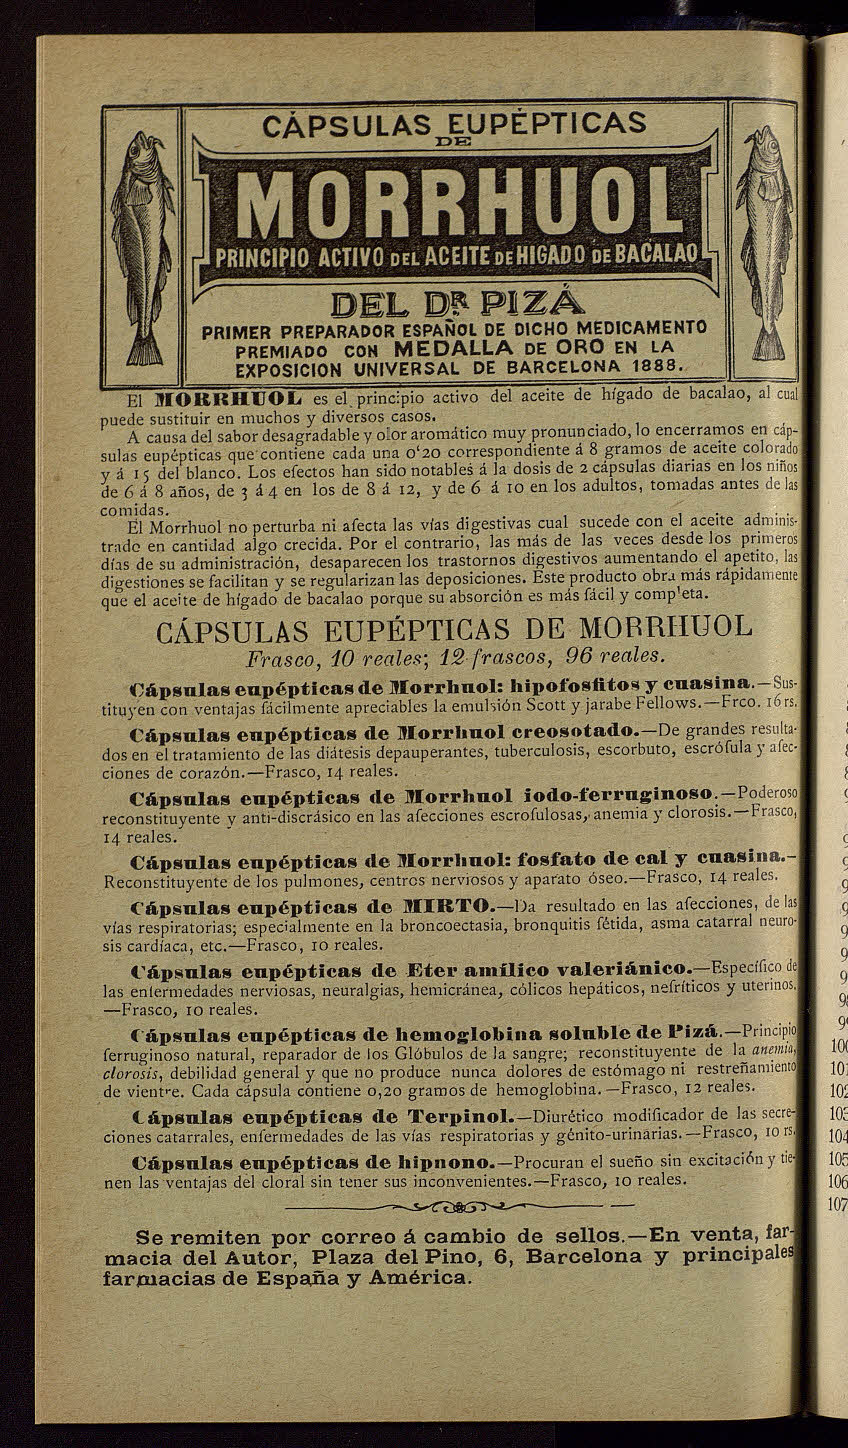 CÁPSULAS EUPÉPTICAS
DE
MORRHUOL
PRINCIPIO ACTIVO DEL ACEITE DE HIGADO DE BACALAO
DEL DR PIZÁ
PRIMER PREPARADOR ESPAÑOL DE DICHO MEDICAMENTO
PREMIADO CON MEDALLA DE ORO EN LA
EXPOSICION UNIVERSAL DE BARCELONA 1888.
El MORRHUOL es el principio activo del aceite de hígado de bacalao, al cual
puede sustituir en muchos y diversos casos.
A causa del sabor desagradable y olor aromático muy pronunciado, lo encerramos en cáp-
sulas eupépticas que contiene cada una 0'20 correspondiente á 8 gramos de aceite colorado
y á 15 del blanco. Los efectos han sido notables á la dosis de 2 cápsulas diarias en los niños
de 6 á 8 años, de 3 á 4 en los de 8 á 12, y de 6 á 10 en los adultos, tomadas antes de las
comidas.
El Morrhuol no perturba ni afecta las vías digestivas cual sucede con el aceite adminis-
trado en cantidad algo crecida. Por el contrario, las más de las veces desde los primeros
días de su administración, desaparecen los trastornos digestivos aumentando el apetito, las
digestiones se facilitan y se regularizan las deposiciones. Este producto obra más rápidamente
que el aceite de hígado de bacalao porque su absorción es más fácil y completa.
CÁPSULAS EUPÉPTICAS DE MORRHUOL
Frasco, 10 reales; 12 frascos, 96 reales.
Cápsulas eupépticas de Morrhuol: hipofosfitos y cuasina.—Sus-
tituyen con ventajas fácilmente apreciables la emulsión Scott y jarabe Fellows.—Frco. 16 rs.
Cápsulas eupépticas de Morrhuol creosotado.—De grandes resulta-
dos en el tratamiento de las diátesis depauperantes, tuberculosis, escorbuto, escrófula y afec-
ciones de corazón.—Frasco, 14 reales.
Cápsulas eupépticas de Morrhuol iodo-ferruginoso.—Poderoso
reconstituyente y anti-discrásico en las afecciones escrofulosas, anemia y clorosis.—Frasco,
14 reales.
Cápsulas eupépticas de Morrhuol: fosfato de cal y cuasina.-
Reconstituyente de los pulmones, centros nerviosos y aparato óseo.—Frasco, 14 reales.
Cápsulas eupépticas de MIRTO.—Da resultado en las afecciones, de las
vías respiratorias; especialmente en la broncoectasia, bronquitis fétida, asma catarral neuro-
sis cardíaca, etc.—Frasco, 10 reales.
Cápsulas eupépticas de Eter amílico valeriánico.—Específico de
las enfermedades nerviosas, neuralgias, hemicránea, cólicos hepáticos, nefríticos y uterinos.
—Frasco, 10 reales.
Cápsulas eupépticas de hemoglobina soluble de Pizá.—Principio
ferruginoso natural, reparador de los Glóbulos de la sangre; reconstituyente de la anemia,
clorosis, debilidad general y que no produce nunca dolores de estómago ni restreñamiento
de vientre. Cada cápsula contiene 0,20 gramos de hemoglobina.—Frasco, 12 reales.
Cápsulas eupépticas de Terpinol.—Diurético modificador de las secre-
ciones catarrales, enfermedades de las vías respiratorias y génito-urinarias.—Frasco, 10 rs.
Cápsulas eupépticas de hipnono.—Procuran el sueño sin excitación y tie-
nen las ventajas del cloral sin tener sus inconvenientes.—Frasco, 10 reales.
Se remiten por correo á cambio de sellos.—En venta, far-
macia del Autor, Plaza del Pino, 6, Barcelona y principales
farmacias de España y América.
100
101
102
103
104
105
106
107